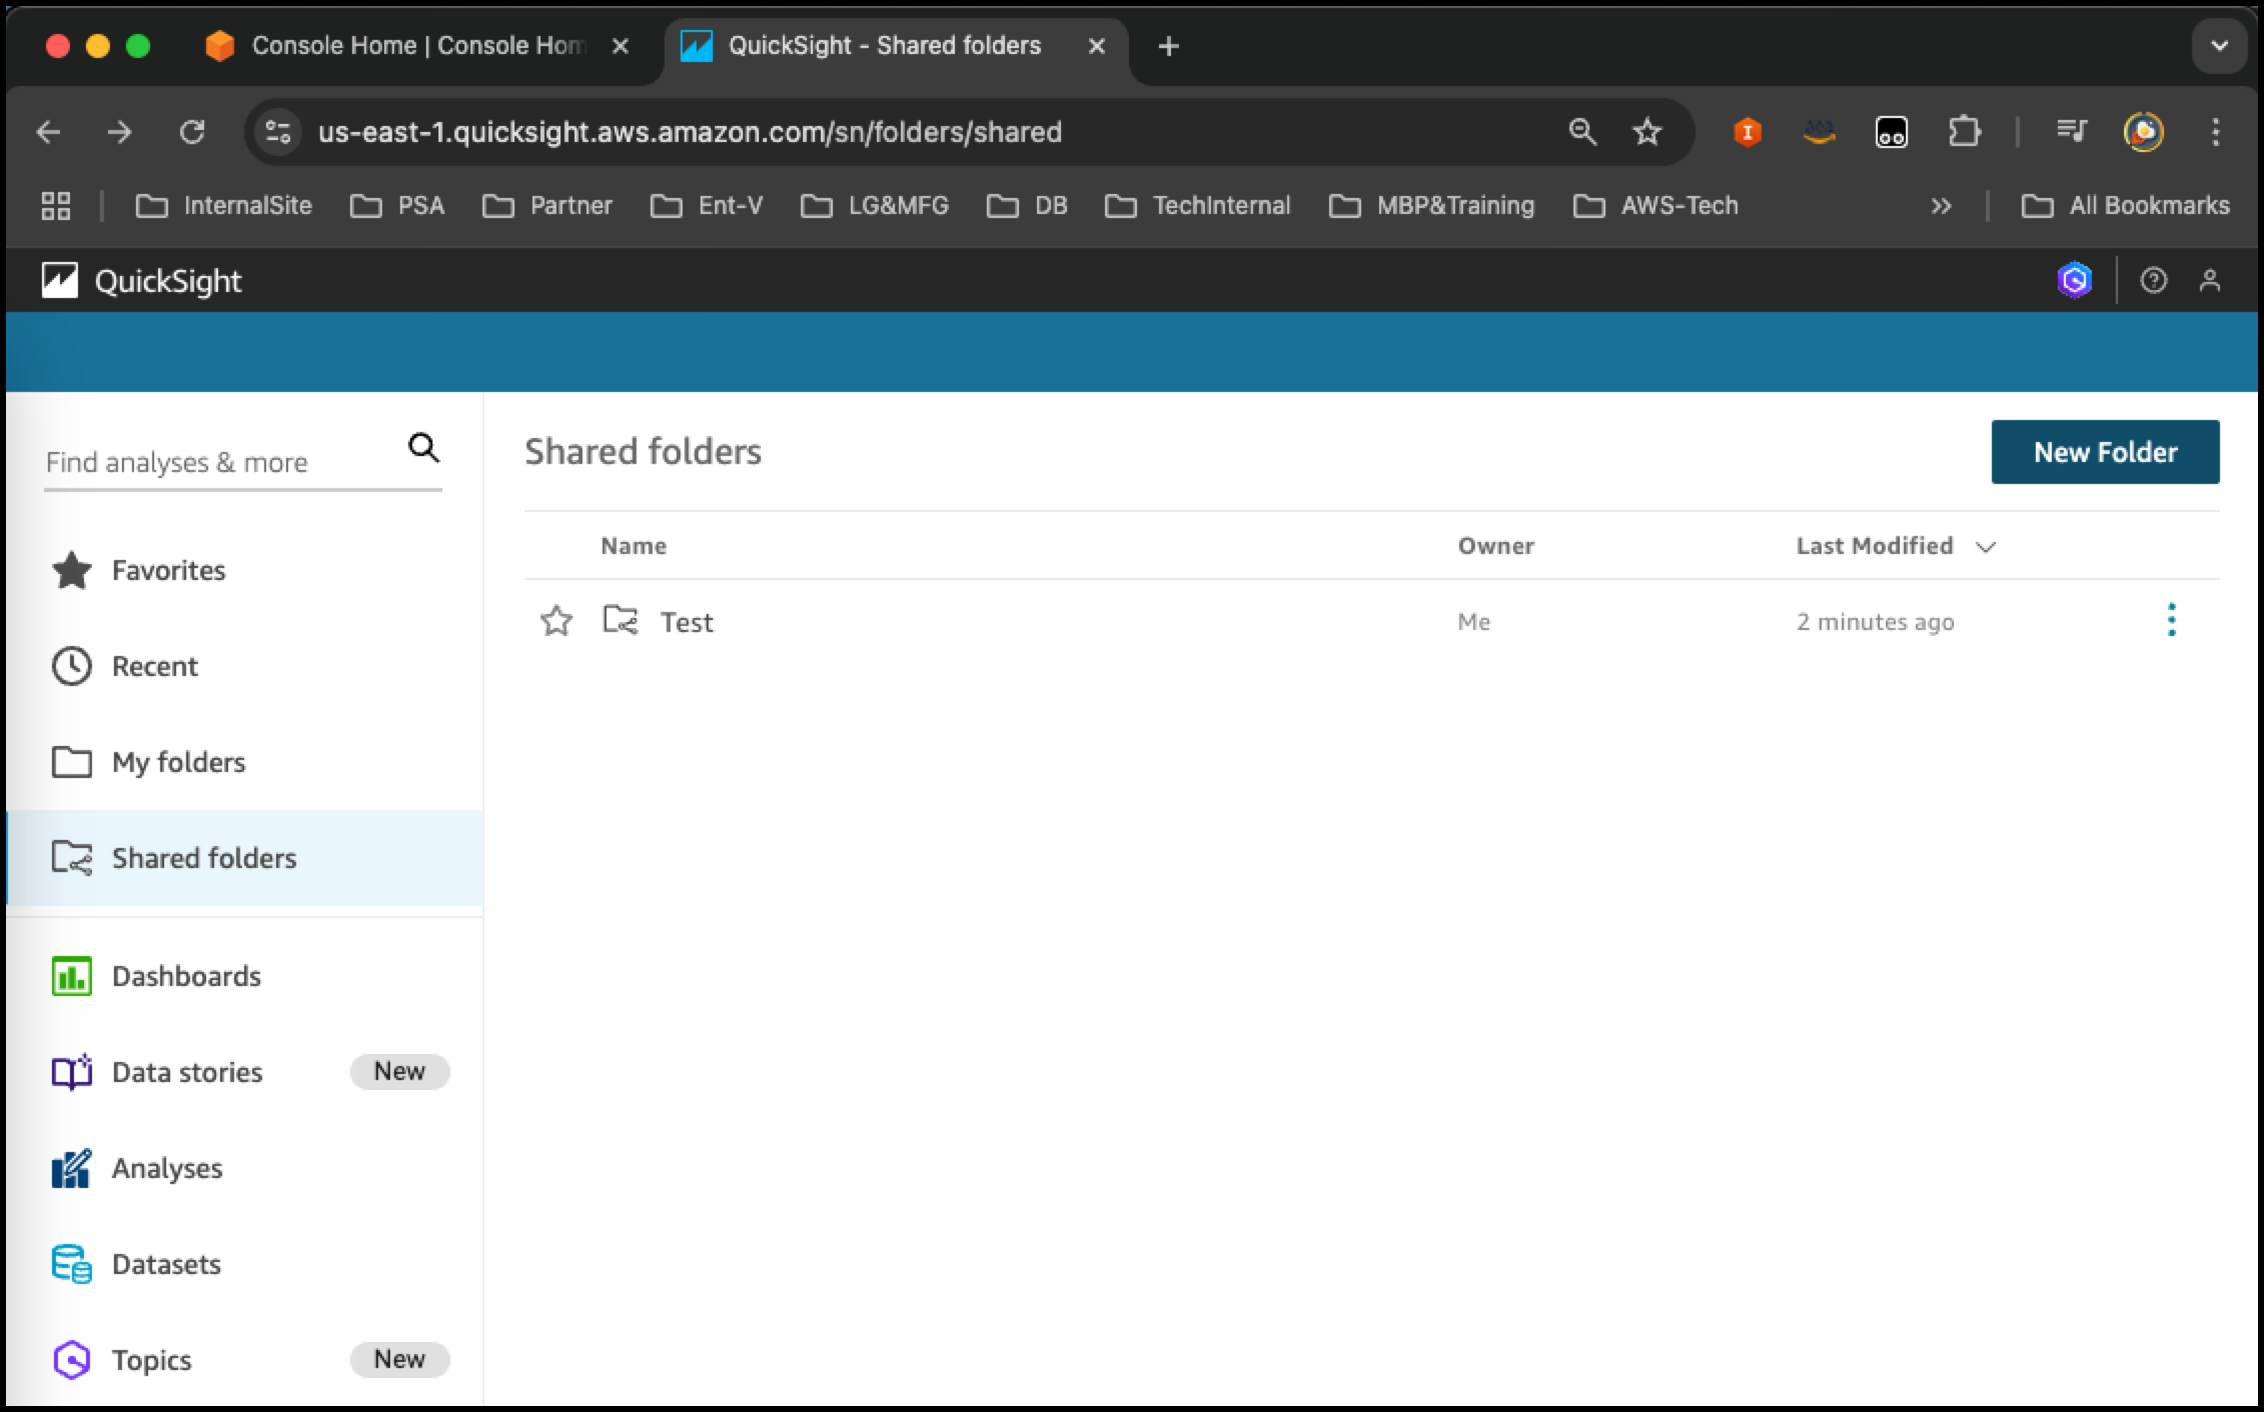 Console Home | Console Hom
QuickSight - Shared folders
us-east-1.quicksight.aws.amazon.com/sn/folders/shared
InternalSite
PSA
Partner
Ent-V
LG&MFG
DB
TechInternal
MBP&Training
AWS-Tech
All Bookmarks
QuickSight
Find analyses & more
Favorites
Recent
My folders
Shared folders
Dashboards
Data stories New
Analyses
Datasets
Topics New
Shared folders
New Folder
Name Owner Last Modified
Test Me 2 minutes ago